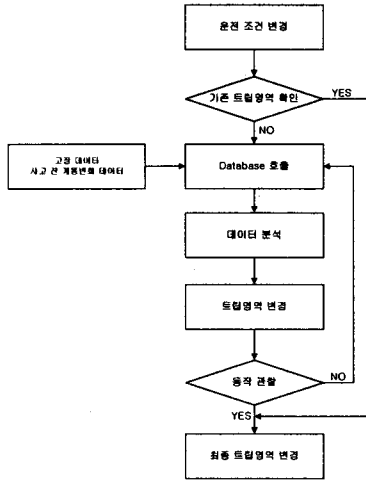 운전 조건 변경
기존 트립영역 확인
YES
NO
고장 데이터
사고 전 계통변화 데이터
Database 호출
데이터 분석
트립영역 변경
동작 관찰
NO
YES
최종 트립영역 변경